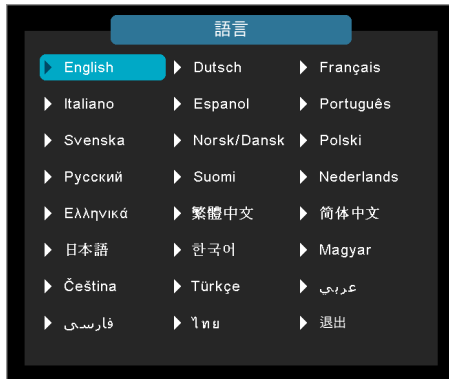 語言
English Dutsch Français
Italiano Espanol Português
Svenska Norsk/Dansk Polski
Русский Suomi Nederlands
Ελληνικά 繁體中文 简体中文
日本語 한국어 Magyar
Čeština Türkçe عربي
فارسی ไทย 退出